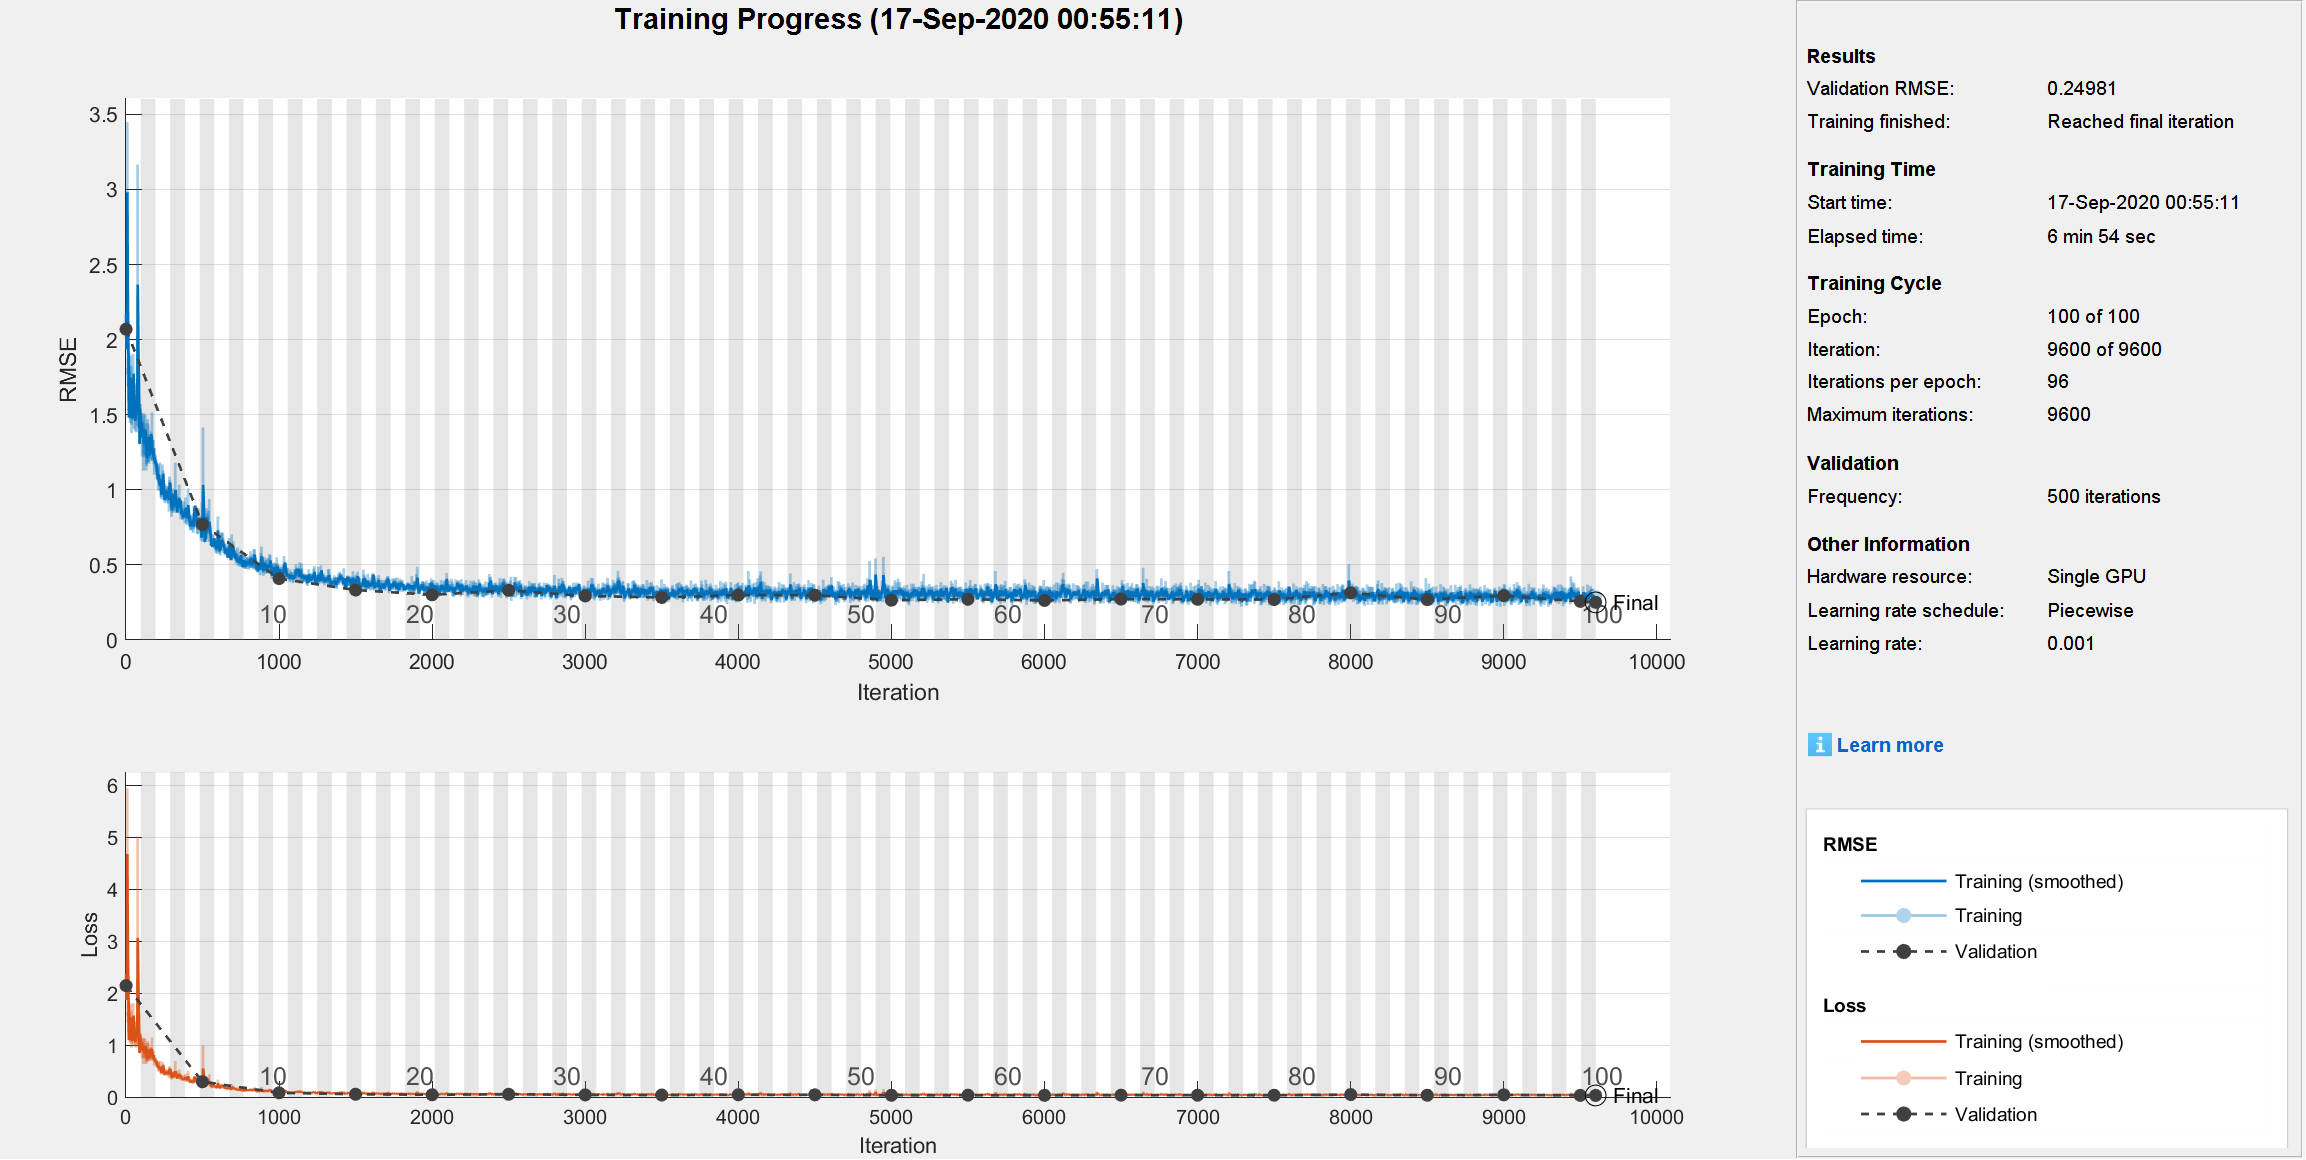 Training Progress (17-Sep-2020 00:55:11)
3.5
3
2.5
2
1.5
1
0.5
0
RMSE
10 20 30 40 50 60 70 80 90 100
Final
0 1000 2000 3000 4000 5000 6000 7000 8000 9000 10000
Iteration
6
5
4
3
2
1
0
Loss
10 20 30 40 50 60 70 80 90 100
Final
0 1000 2000 3000 4000 5000 6000 7000 8000 9000 10000
Iteration
Results
Validation RMSE: 0.24981
Training finished: Reached final iteration
Training Time
Start time: 17-Sep-2020 00:55:11
Elapsed time: 6 min 54 sec
Training Cycle
Epoch: 100 of 100
Iteration: 9600 of 9600
Iterations per epoch: 96
Maximum iterations: 9600
Validation
Frequency: 500 iterations
Other Information
Hardware resource: Single GPU
Learning rate schedule: Piecewise
Learning rate: 0.001
i Learn more
RMSE
Training (smoothed)
Training
Validation
Loss
Training (smoothed)
Training
Validation